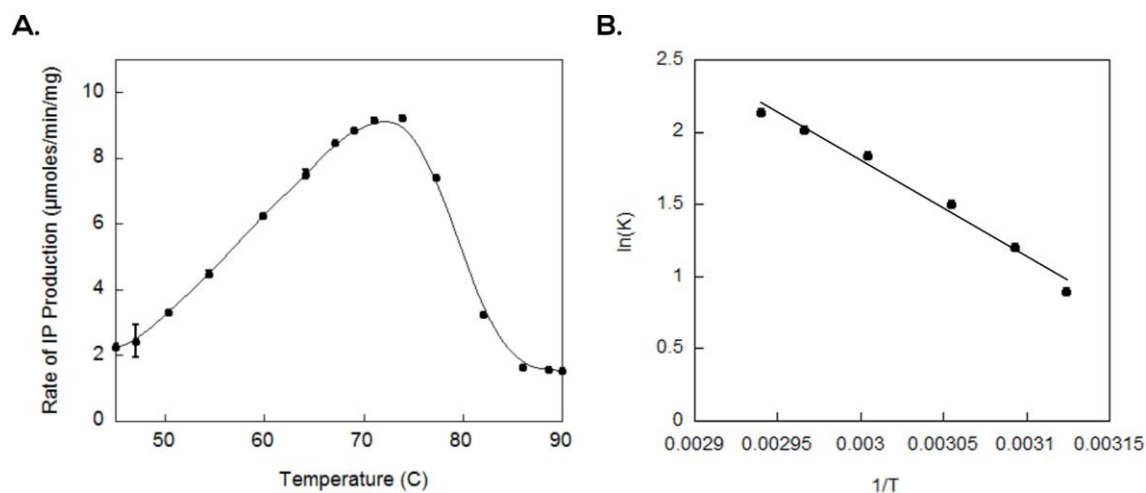 A.
B.
Rate of IP Production (µmoles/min/mg)
10
8
6
4
2
0
50 60 70 80 90
Temperature (C)
ln(K)
2.5
2
1.5
1
0.5
0
0.0029 0.00295 0.003 0.00305 0.0031 0.00315
1/T